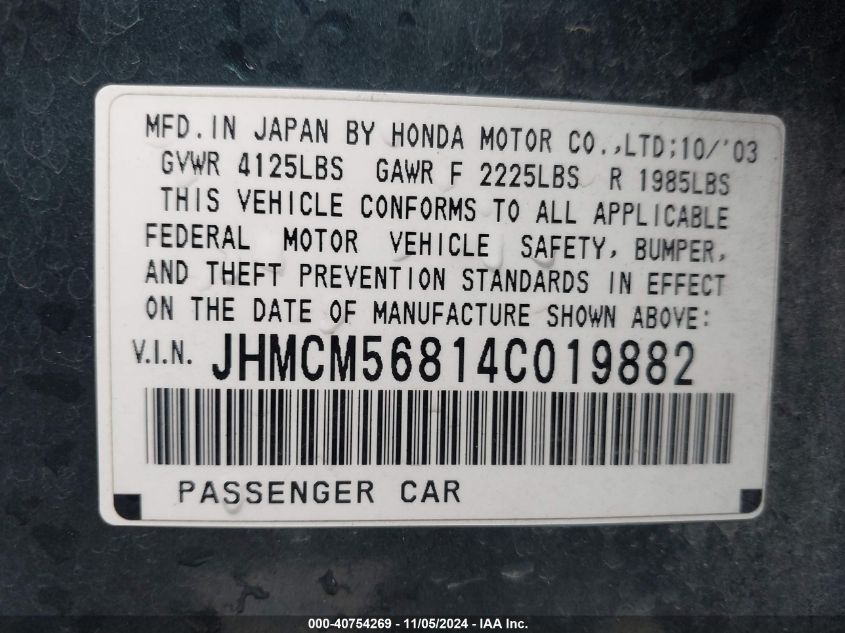 MFD.IN JAPAN BY HONDA MOTOR CO.,LTD;10/'03
GVWR 4125LBS GAWR F 2225LBS R 1985LBS
THIS VEHICLE CONFORMS TO ALL APPLICABLE
FEDERAL MOTOR VEHICLE SAFETY, BUMPER,
AND THEFT PREVENTION STANDARDS IN EFFECT
ON THE DATE OF MANUFACTURE SHOWN ABOVE:
V.I.N. JHMCM56814C019882
PASSENGER CAR
000-40754269 - 11/05/2024 - IAA Inc.